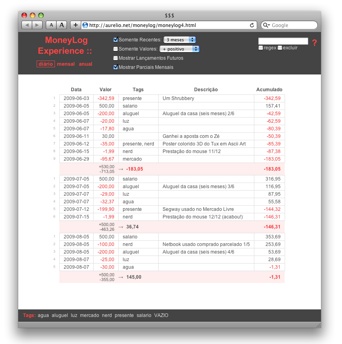 §§§
http://aurelio.net/moneylog/moneylog4.html
Google
MoneyLog
Experience ::
diário mensal anual
Somente Recentes: 3 meses
Somente Valores: + positivo
Mostrar Lançamentos Futuros
Mostrar Parciais Mensais
regex excluir
?
Data Valor Tags Descrição Acumulado
2009-06-03 -342,59 presente Um Shrubbery -342,59
2009-06-05 500,00 salario 157,41
2009-06-05 -200,00 aluguel Aluguel da casa (seis meses) 2/6 -42,59
2009-06-07 -20,00 luz -62,59
2009-06-07 -17,80 agua -80,39
2009-06-11 30,00 Ganhei a aposta com o Zé -50,39
2009-06-12 -35,00 presente, nerd Poster colorido 3D do Tux em Ascii Art -85,39
2009-06-15 -1,99 nerd Prestação do mouse 11/12 -87,38
2009-06-29 -95,67 mercado -183,05
+530,00
-713,05 → -183,05 -183,05
2009-07-05 500,00 salario 316,95
2009-07-05 -200,00 aluguel Aluguel da casa (seis meses) 3/6 116,95
2009-07-07 -29,00 luz 87,95
2009-07-07 -32,37 agua 55,58
2009-07-12 -199,90 presente Segway usado no Mercado Livre -144,32
2009-07-15 -1,99 nerd Prestação do mouse 12/12 (acabou!) -146,31
+500,00
-463,26 → 36,74 -146,31
2009-08-05 500,00 salario 353,69
2009-08-05 -100,00 nerd Netbook usado comprado parcelado 1/5 253,69
2009-08-05 -200,00 aluguel Aluguel da casa (seis meses) 4/6 53,69
2009-08-07 -25,00 luz 28,69
2009-08-07 -30,00 agua -1,31
+500,00
-355,00 → 145,00 -1,31
Tags: agua aluguel luz mercado nerd presente salario VAZIO